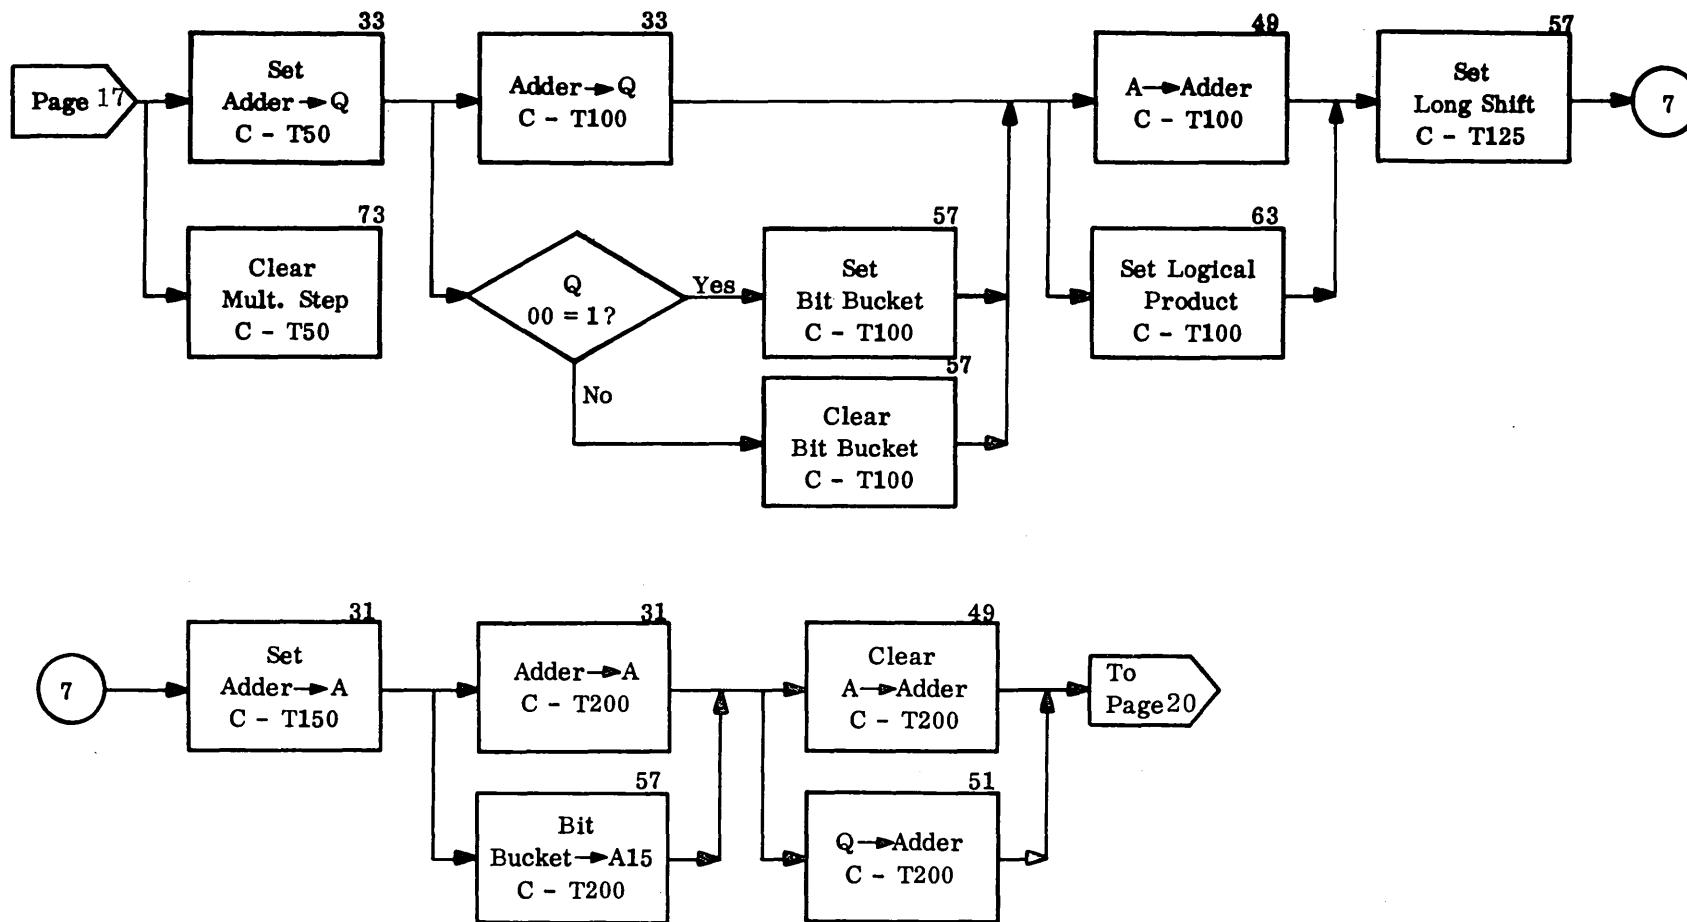 Page 17
33
Set
Adder→Q
C - T50
33
Adder→Q
C - T100
49
A→Adder
C - T100
57
Set
Long Shift
C - T125
7
73
Clear
Mult. Step
C - T50
Q
00 = 1?
Yes
No
57
Set
Bit Bucket
C - T100
57
Clear
Bit Bucket
C - T100
63
Set Logical
Product
C - T100
7
31
Set
Adder→A
C - T150
31
Adder→A
C - T200
57
Bit
Bucket→A15
C - T200
49
Clear
A→Adder
C - T200
51
Q→Adder
C - T200
To
Page 20